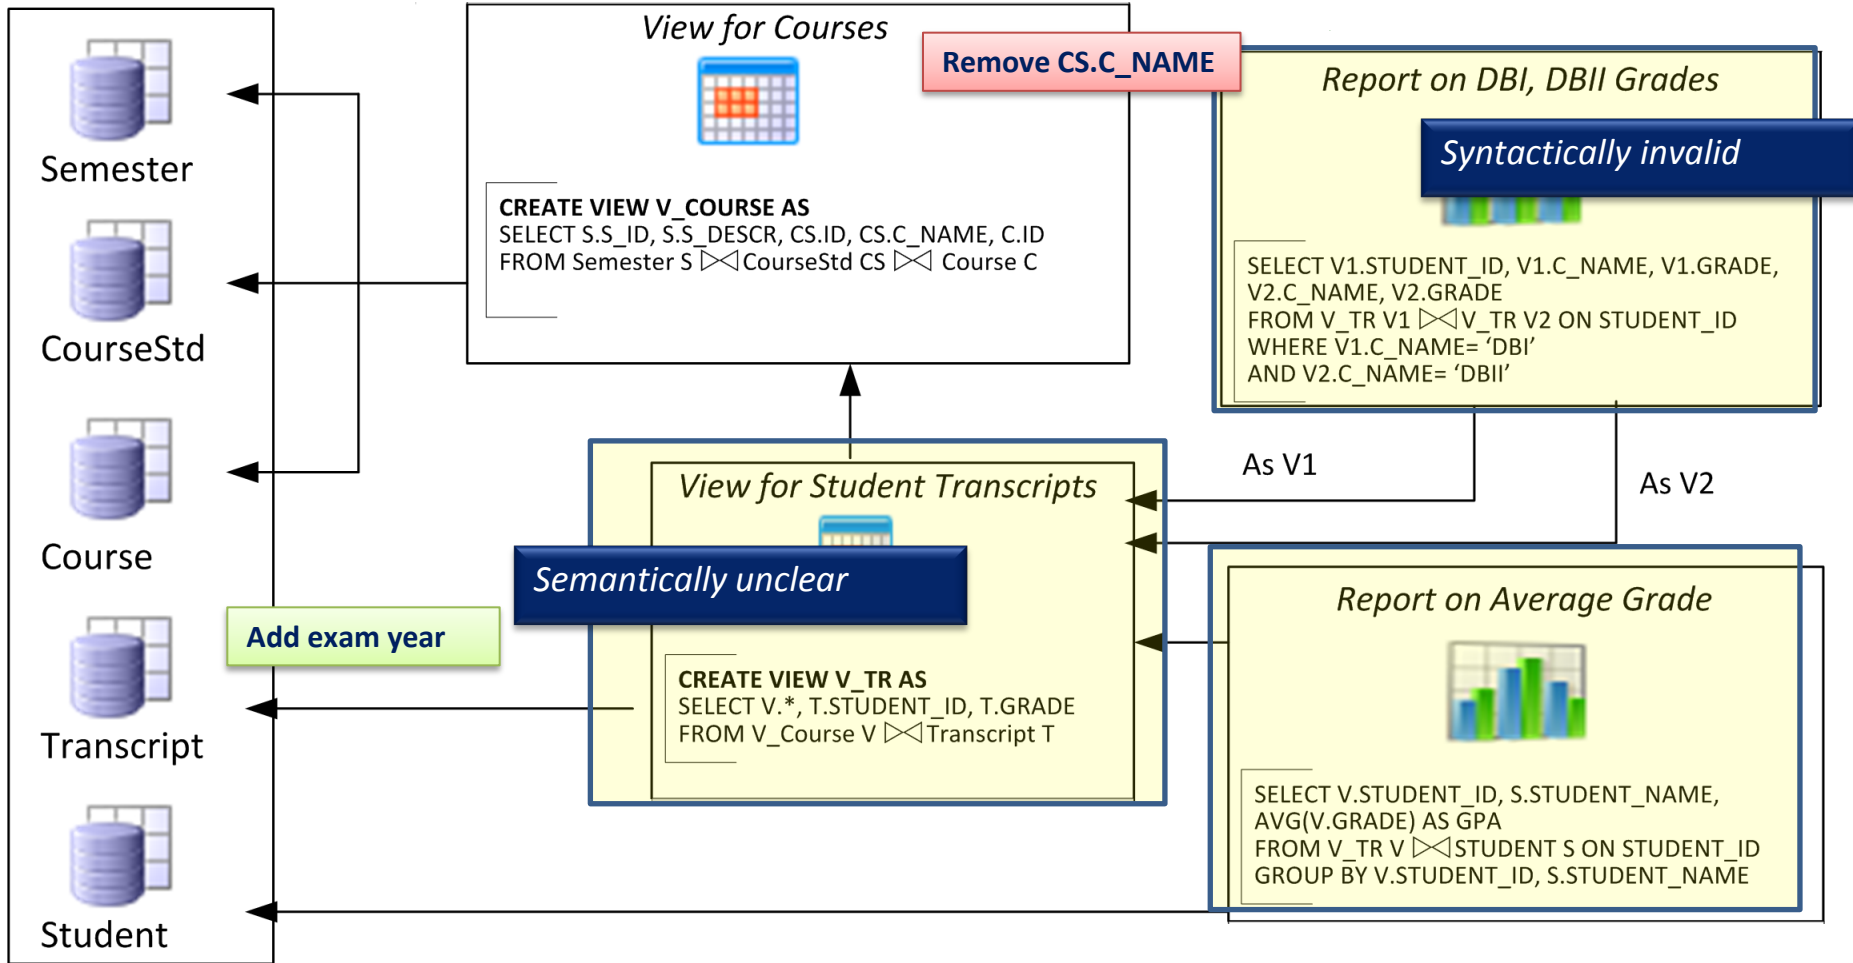 Semester
CourseStd
Course
Transcript
Student
View for Courses
CREATE VIEW V_COURSE AS
SELECT S.S_ID, S.S_DESCR, CS.ID, CS.C_NAME, C.ID
FROM Semester S ⋈ CourseStd CS ⋈ Course C
Remove CS.C_NAME
Report on DBI, DBII Grades
Syntactically invalid
SELECT V1.STUDENT_ID, V1.C_NAME, V1.GRADE,
V2.C_NAME, V2.GRADE
FROM V_TR V1 ⋈ V_TR V2 ON STUDENT_ID
WHERE V1.C_NAME= ‘DBI’
AND V2.C_NAME= ‘DBII’
As V1
As V2
View for Student Transcripts
Semantically unclear
Add exam year
CREATE VIEW V_TR AS
SELECT V.*, T.STUDENT_ID, T.GRADE
FROM V_Course V ⋈ Transcript T
Report on Average Grade
SELECT V.STUDENT_ID, S.STUDENT_NAME,
AVG(V.GRADE) AS GPA
FROM V_TR V ⋈ STUDENT S ON STUDENT_ID
GROUP BY V.STUDENT_ID, S.STUDENT_NAME